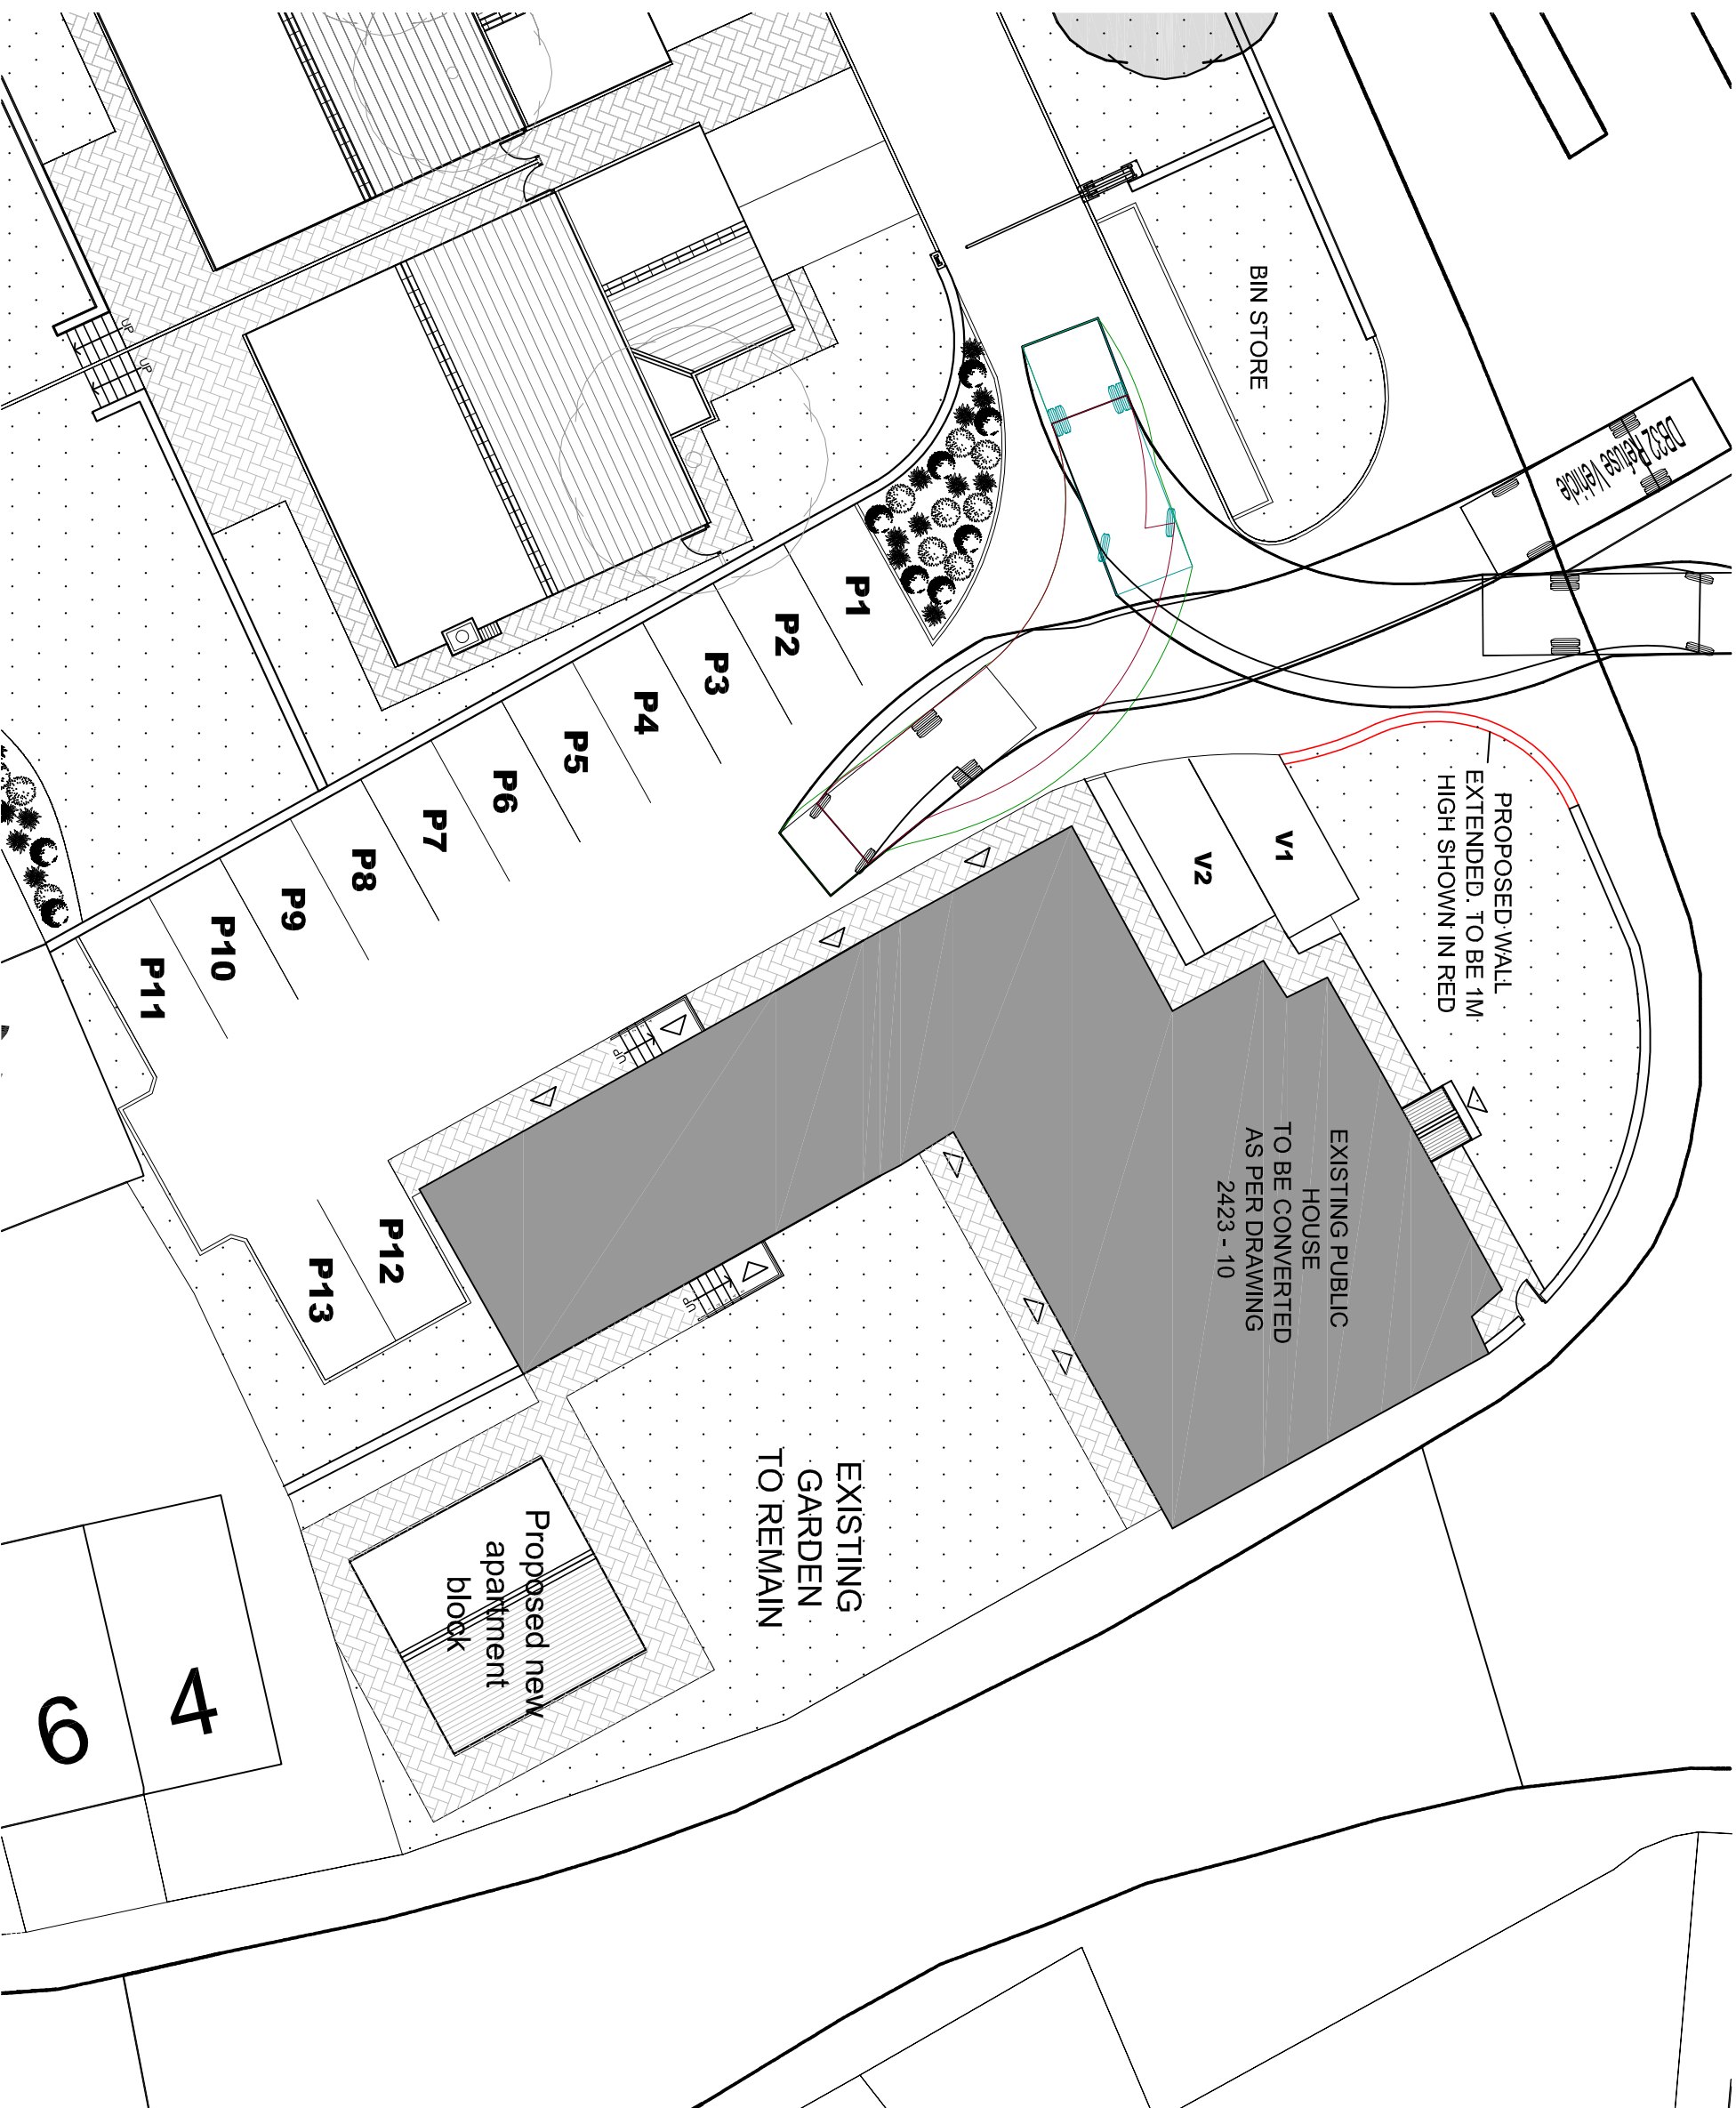 BIN STORE
DB32 Refuse Vehicle
PROPOSED WALL
EXTENDED. TO BE 1M
HIGH SHOWN IN RED
V1
V2
P1
P2
P3
P4
P5
P6
P7
P8
P9
P10
P11
P12
P13
UP
UP
UP
UP
EXISTING PUBLIC
HOUSE
TO BE CONVERTED
AS PER DRAWING
2423 - 10
EXISTING
GARDEN
TO REMAIN
Proposed new
apartment
block
4
6